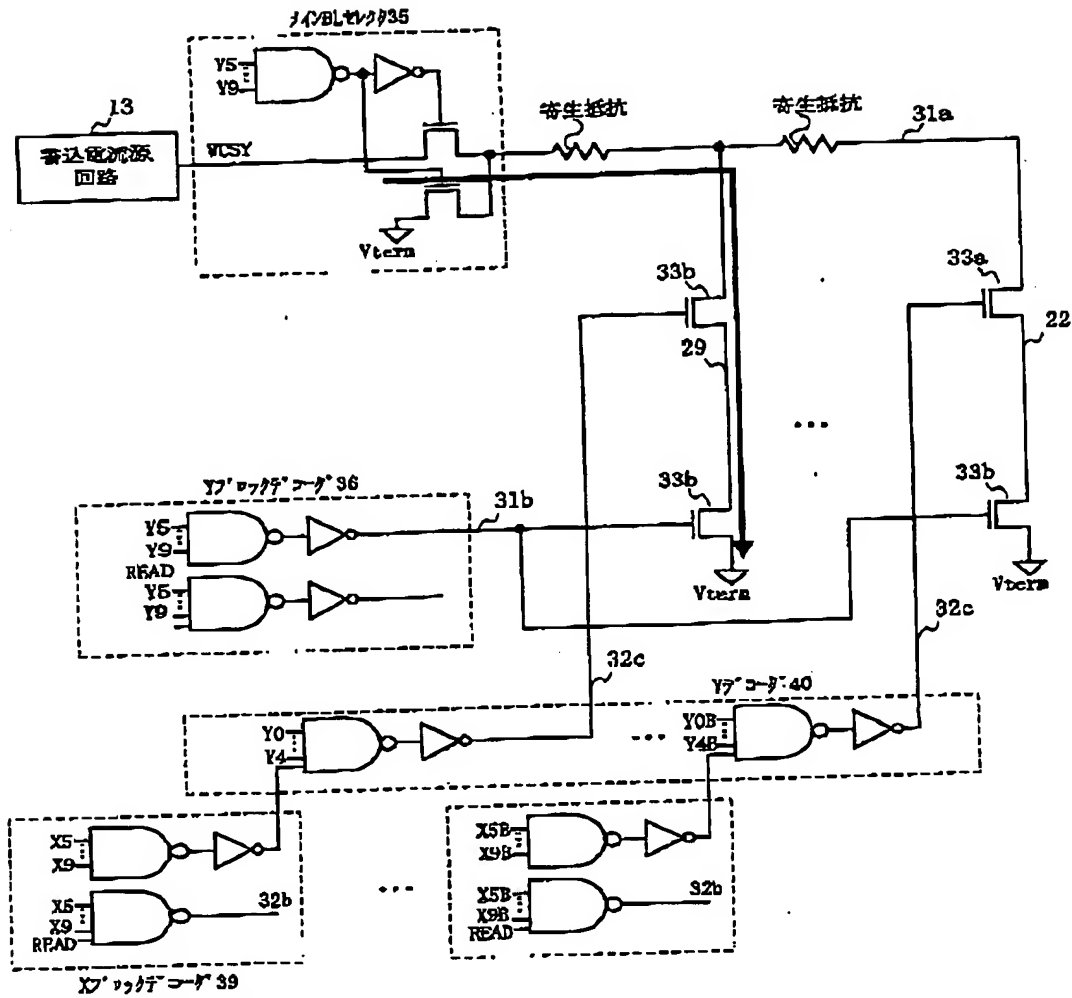 メインBLセレクタ35
Y5
Y9
13
書込電流源
回路
WCSY
寄生抵抗
寄生抵抗
31a
Vterm
33b
33a
29
22
Yブロックデコーダ36
31b
33b
33b
Y5
Y9
READ
Y5
Y9
Vterm
Vterm
32c
32c
Yデコーダ40
Y0
Y4
Y0B
Y4B
X5
X9
X5
X9
READ
32b
X5B
X9B
X5B
X9B
READ
32b
Xブロックデコーダ39